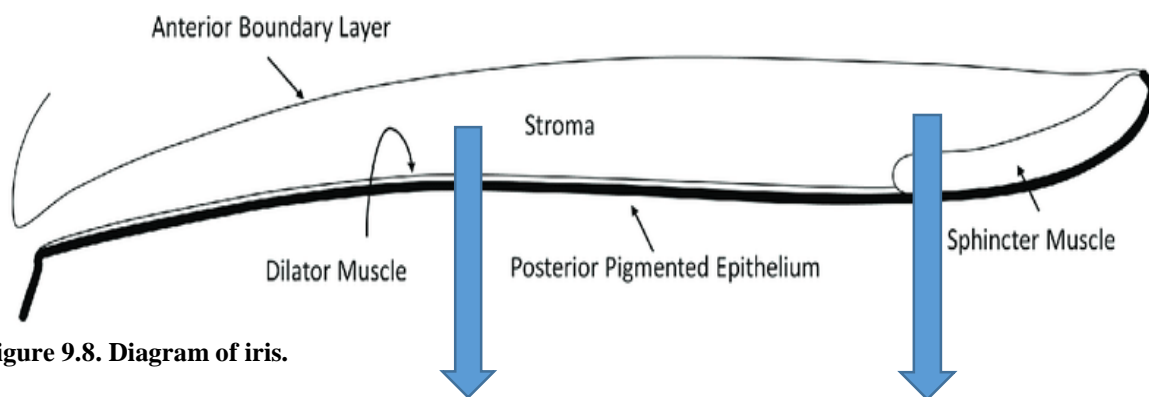 Anterior Boundary Layer
Stroma
Sphincter Muscle
Dilator Muscle
Posterior Pigmented Epithelium
igure 9.8. Diagram of iris.